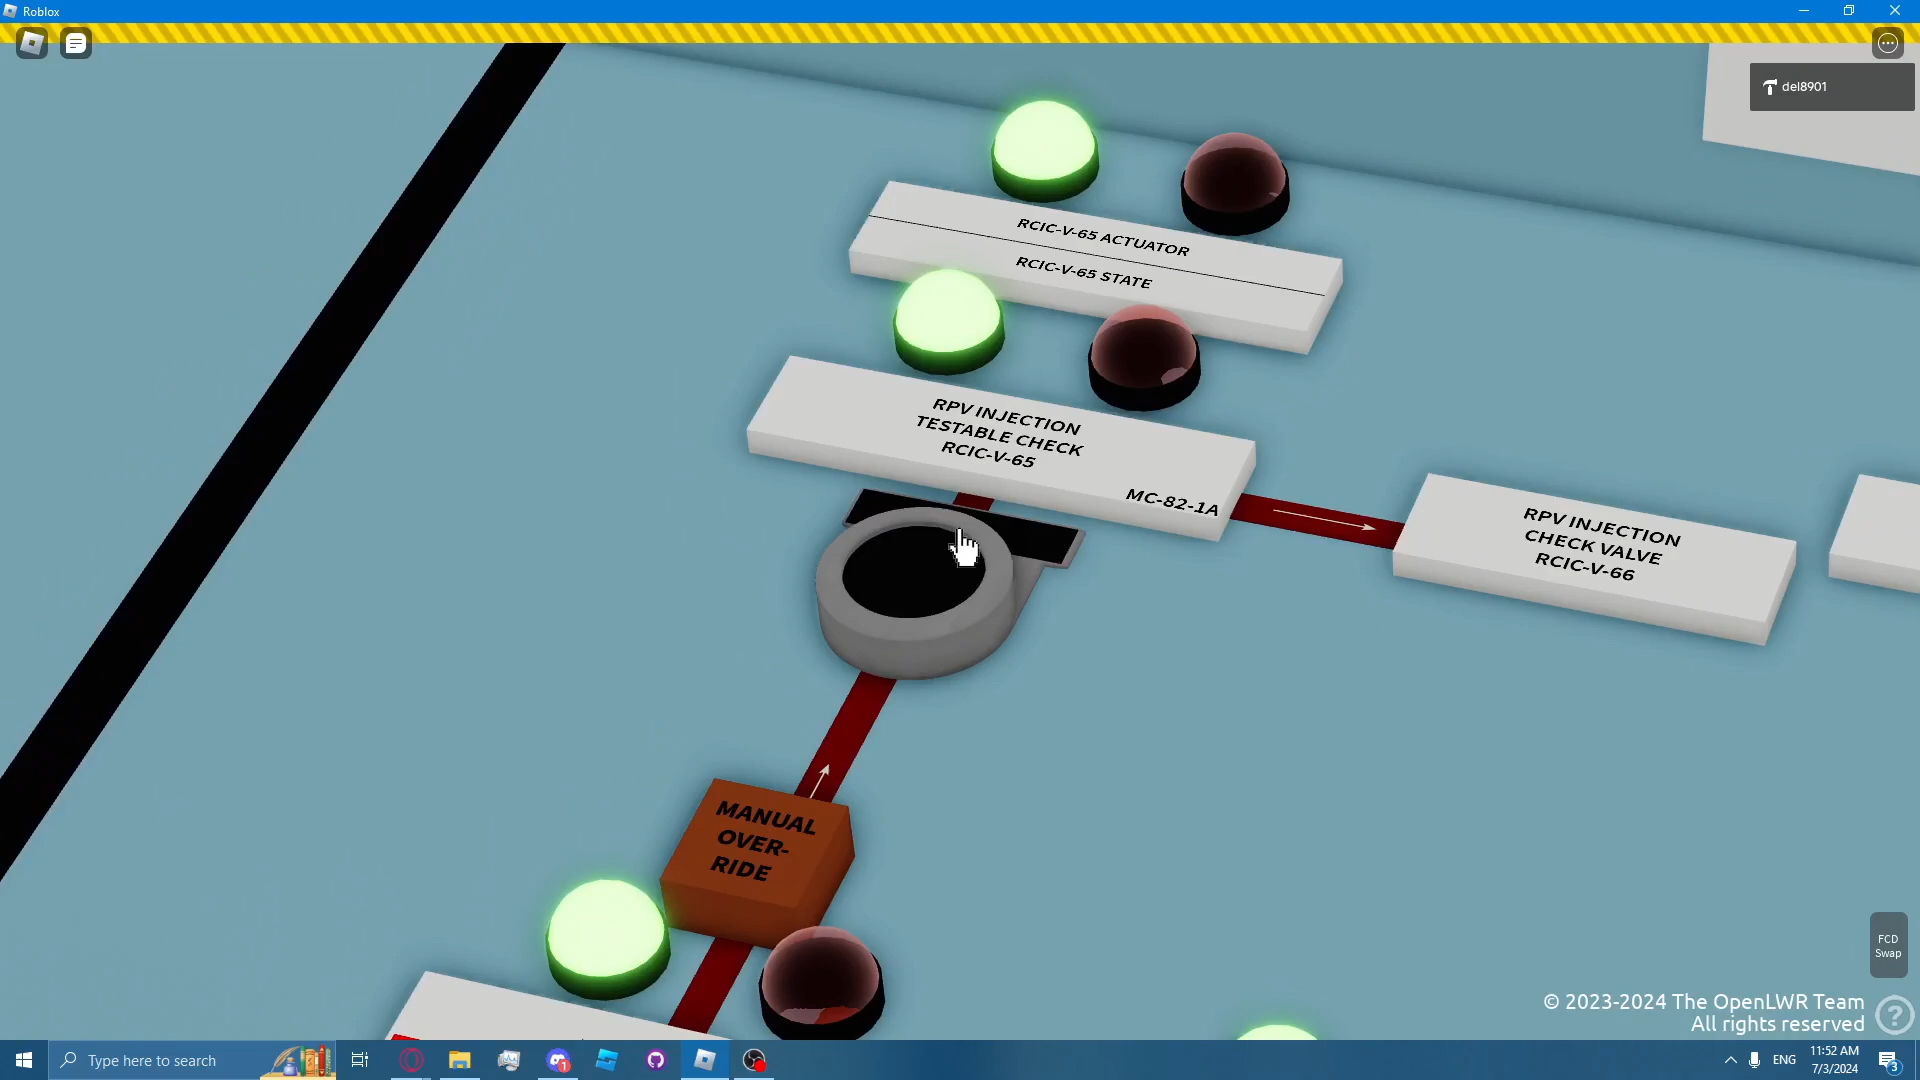 Roblox
del8901
RCIC-V-65 ACTUATOR
RCIC-V-65 STATE
RPV INJECTION
TESTABLE CHECK
RCIC-V-65
MC-82-1A
RPV INJECTION
CHECK VALVE
RCIC-V-66
MANUAL
OVER-
RIDE
FCD
Swap
© 2023-2024 The OpenLWR Team
All rights reserved
?
Type here to search
1
ENG
11:52 AM
7/3/2024
3